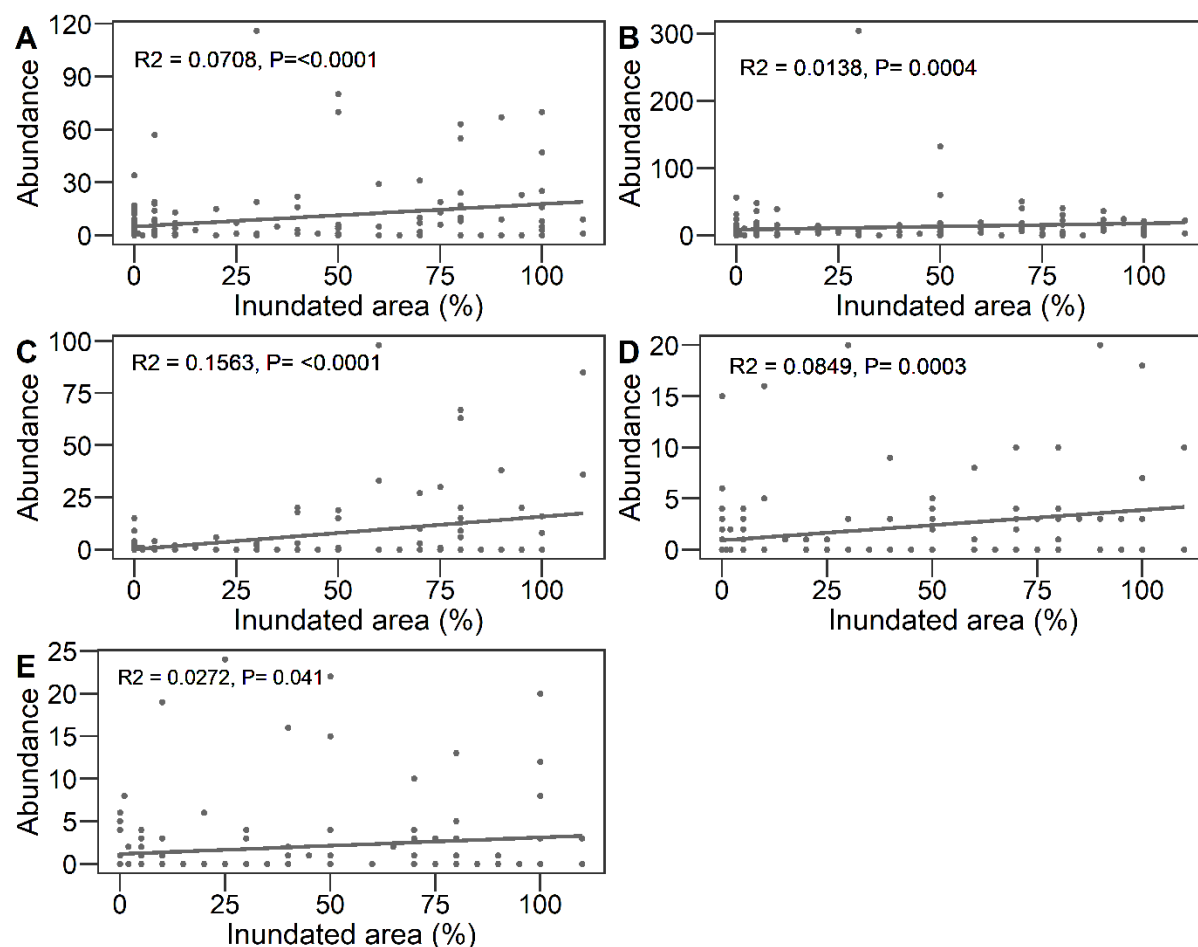 A
R2 = 0.0708, P=<0.0001
Abundance
120
90
60
30
0
0 25 50 75 100
Inundated area (%)
B
R2 = 0.0138, P= 0.0004
Abundance
300
200
100
0
0 25 50 75 100
Inundated area (%)
C
R2 = 0.1563, P= <0.0001
Abundance
100
75
50
25
0
0 25 50 75 100
Inundated area (%)
D
R2 = 0.0849, P= 0.0003
Abundance
20
15
10
5
0
0 25 50 75 100
Inundated area (%)
E
R2 = 0.0272, P= 0.041
Abundance
25
20
15
10
5
0
0 25 50 75 100
Inundated area (%)